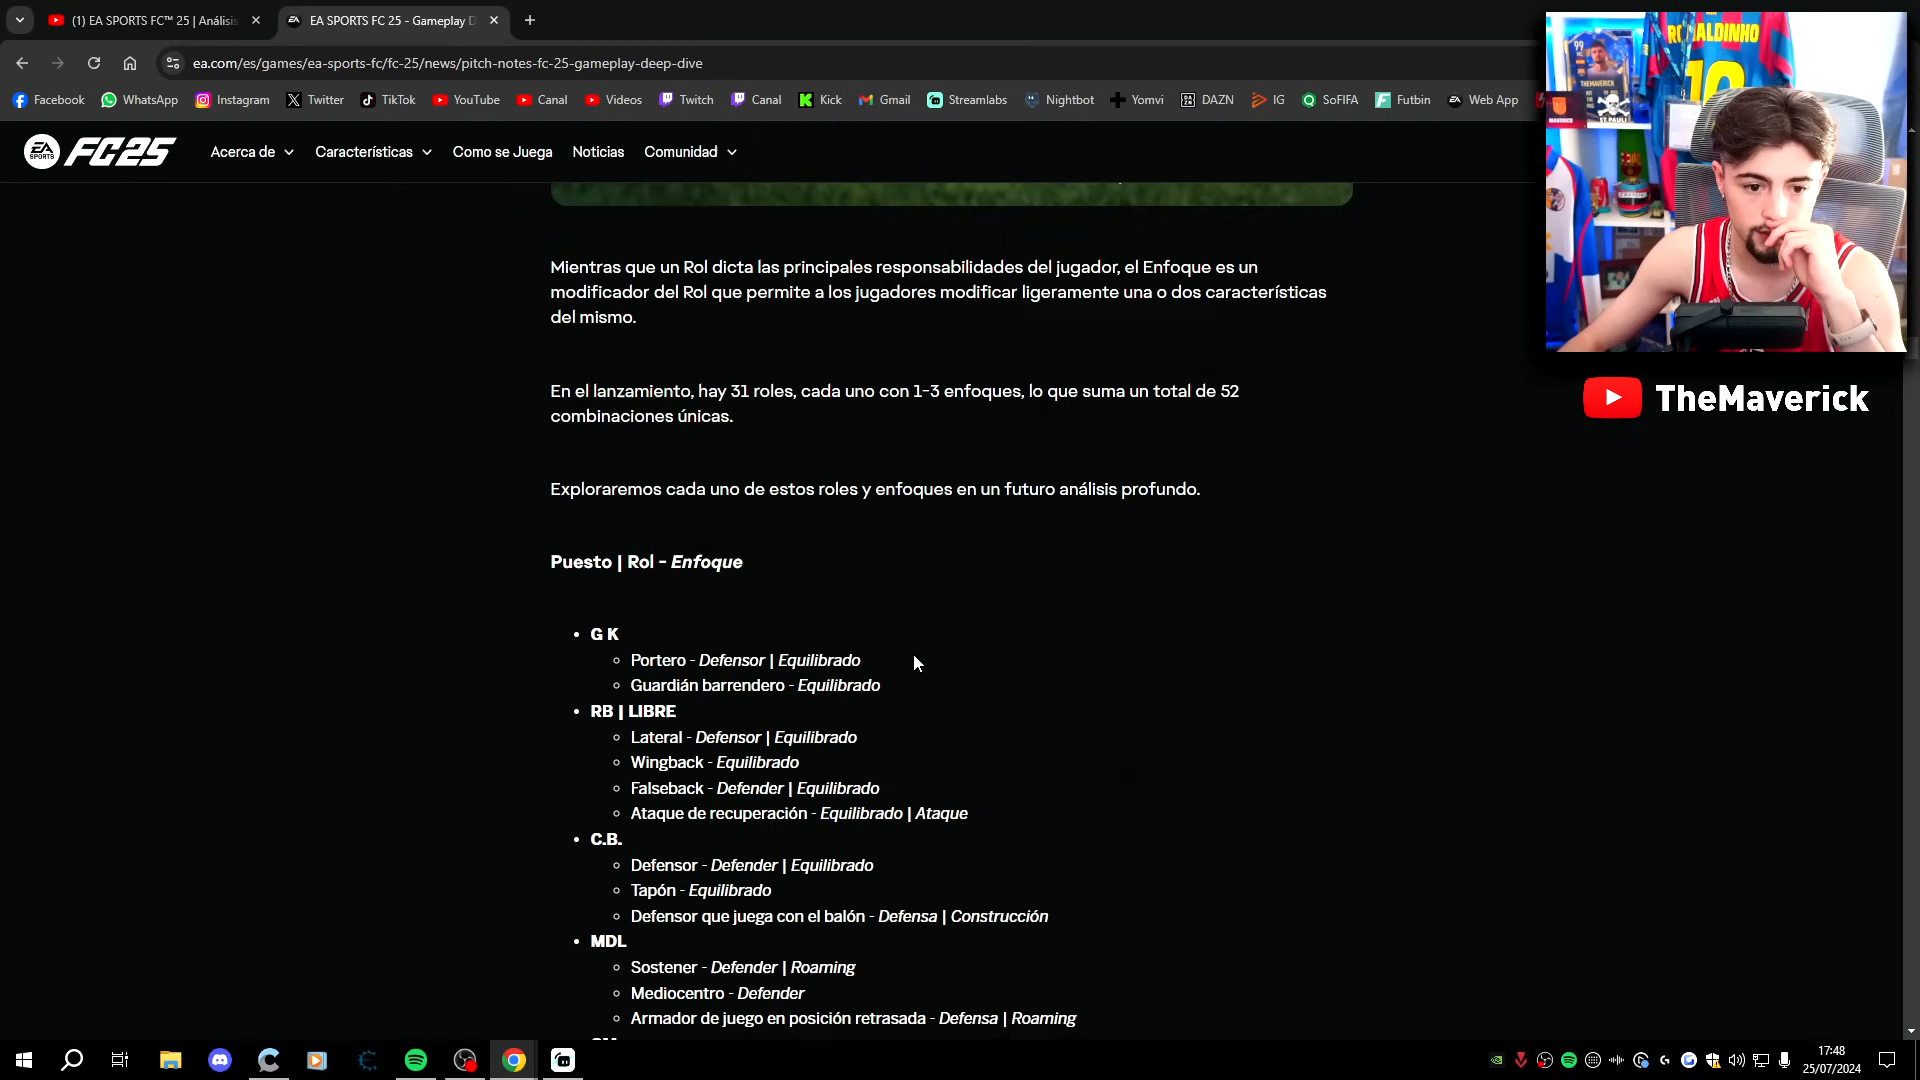 (1) EA SPORTS FC™ 25 | Análisis
EA SPORTS FC 25 - Gameplay D
ea.com/es/games/ea-sports-fc/fc-25/news/pitch-notes-fc-25-gameplay-deep-dive
Facebook WhatsApp Instagram Twitter TikTok YouTube Canal Videos Twitch Canal Kick Gmail Streamlabs Nightbot Yomvi DAZN IG SoFIFA Futbin Web App
EA SPORTS FC25 Acerca de Características Como se Juega Noticias Comunidad
Mientras que un Rol dicta las principales responsabilidades del jugador, el Enfoque es un
modificador del Rol que permite a los jugadores modificar ligeramente una o dos características
del mismo.
En el lanzamiento, hay 31 roles, cada uno con 1-3 enfoques, lo que suma un total de 52
combinaciones únicas.
Exploraremos cada uno de estos roles y enfoques en un futuro análisis profundo.
Puesto | Rol - Enfoque
• G K
Portero - Defensor | Equilibrado
Guardián barrendero - Equilibrado
• RB | LIBRE
Lateral - Defensor | Equilibrado
Wingback - Equilibrado
Falseback - Defender | Equilibrado
Ataque de recuperación - Equilibrado | Ataque
• C.B.
Defensor - Defender | Equilibrado
Tapón - Equilibrado
Defensor que juega con el balón - Defensa | Construcción
• MDL
Sostener - Defender | Roaming
Mediocentro - Defender
Armador de juego en posición retrasada - Defensa | Roaming
10
99
THEMAVERICK
MAVERICK
ST. PAULI
TheMaverick
17:48
25/07/2024